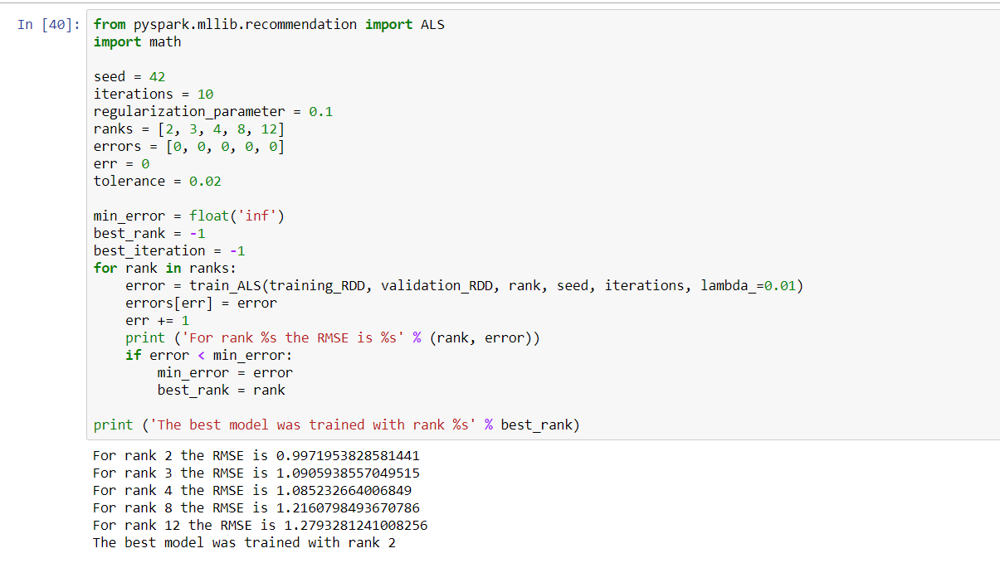 In [40]: from pyspark.mllib.recommendation import ALS
import math

seed = 42
iterations = 10
regularization_parameter = 0.1
ranks = [2, 3, 4, 8, 12]
errors = [0, 0, 0, 0, 0]
err = 0
tolerance = 0.02

min_error = float('inf')
best_rank = -1
best_iteration = -1
for rank in ranks:
    error = train_ALS(training_RDD, validation_RDD, rank, seed, iterations, lambda_=0.01)
    errors[err] = error
    err += 1
    print ('For rank %s the RMSE is %s' % (rank, error))
    if error < min_error:
        min_error = error
        best_rank = rank

print ('The best model was trained with rank %s' % best_rank)
For rank 2 the RMSE is 0.9971953828581441
For rank 3 the RMSE is 1.0905938557049515
For rank 4 the RMSE is 1.085232664006849
For rank 8 the RMSE is 1.2160798493670786
For rank 12 the RMSE is 1.2793281241008256
The best model was trained with rank 2